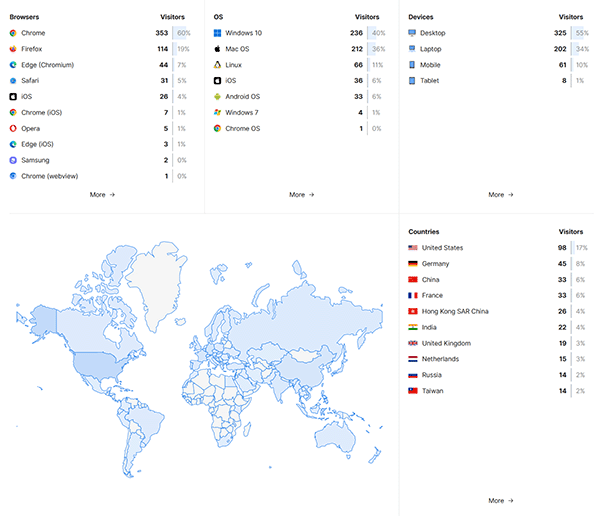 Browsers Visitors
Chrome 353 60%
Firefox 114 19%
Edge (Chromium) 44 7%
Safari 31 5%
iOS 26 4%
Chrome (iOS) 7 1%
Opera 5 1%
Edge (iOS) 3 1%
Samsung 2 0%
Chrome (webview) 1 0%
More →
OS Visitors
Windows 10 236 40%
Mac OS 212 36%
Linux 66 11%
iOS 36 6%
Android OS 33 6%
Windows 7 4 1%
Chrome OS 1 0%
More →
Devices Visitors
Desktop 325 55%
Laptop 202 34%
Mobile 61 10%
Tablet 8 1%
More →
Countries Visitors
United States 98 17%
Germany 45 8%
China 33 6%
France 33 6%
Hong Kong SAR China 26 4%
India 22 4%
United Kingdom 19 3%
Netherlands 15 3%
Russia 14 2%
Taiwan 14 2%
More →